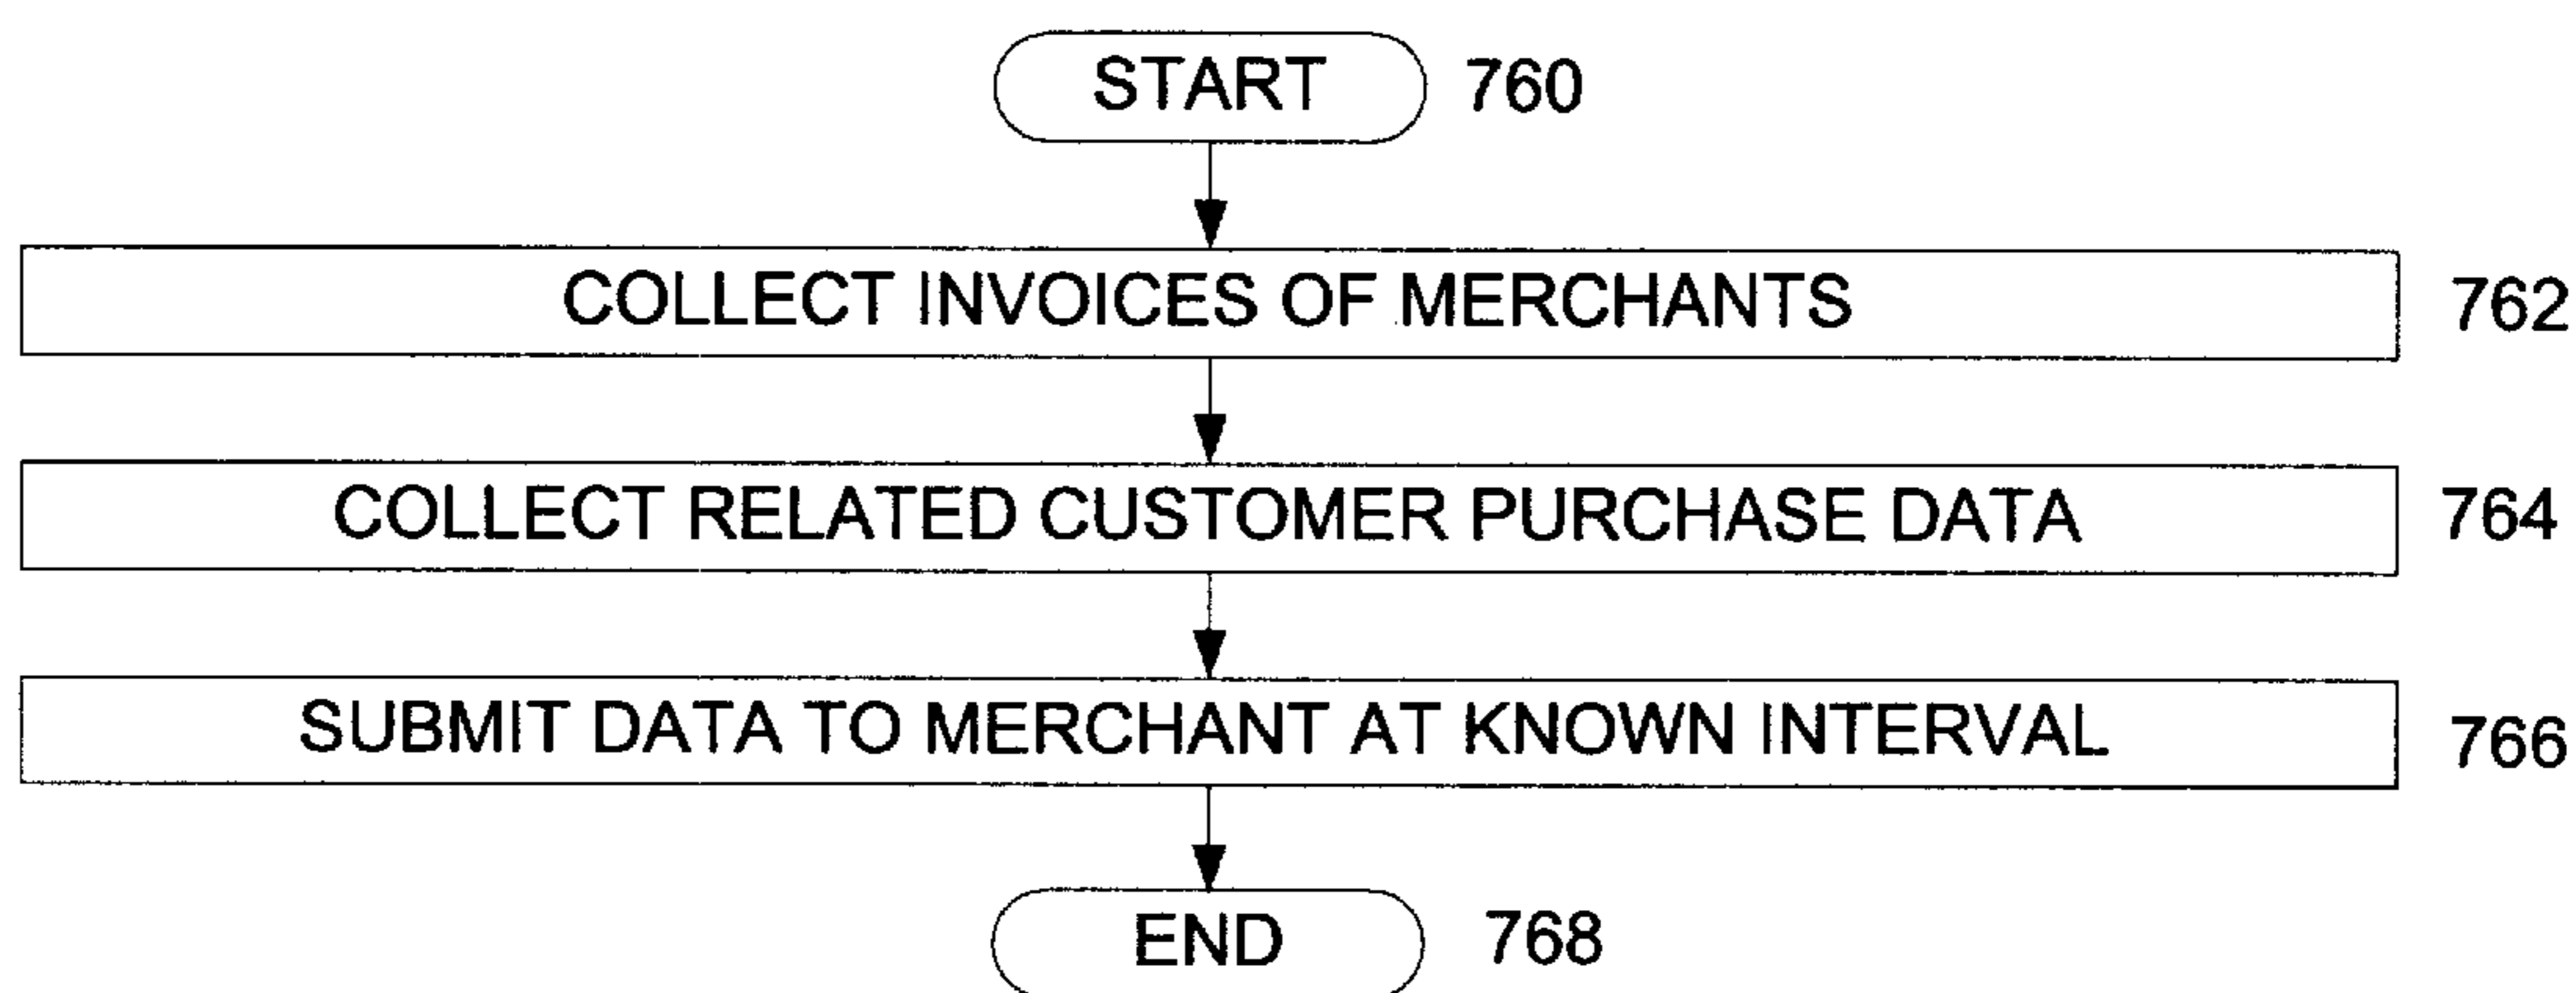 START 760
COLLECT INVOICES OF MERCHANTS 762
COLLECT RELATED CUSTOMER PURCHASE DATA 764
SUBMIT DATA TO MERCHANT AT KNOWN INTERVAL 766
END 768